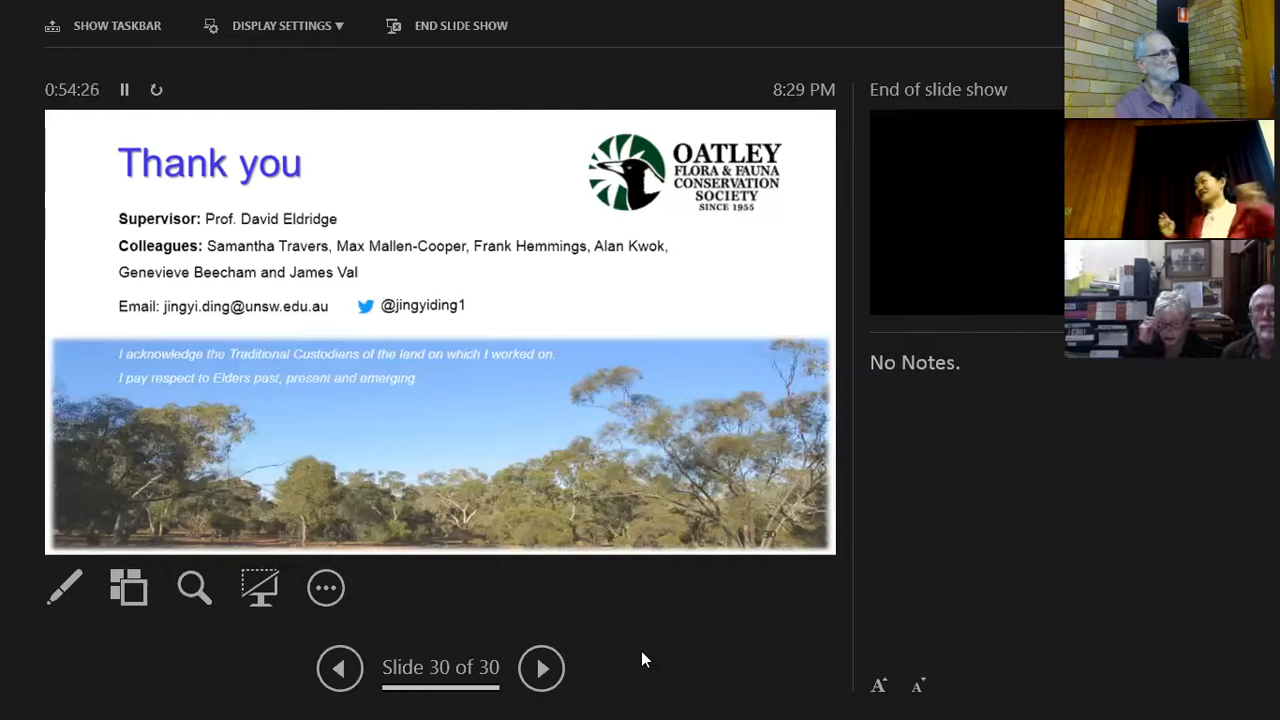 SHOW TASKBAR
DISPLAY SETTINGS ▼
END SLIDE SHOW
0:54:26
8:29 PM
End of slide show
Thank you
OATLEY
FLORA & FAUNA
CONSERVATION
SOCIETY
SINCE 1955
Supervisor: Prof. David Eldridge
Colleagues: Samantha Travers, Max Mallen-Cooper, Frank Hemmings, Alan Kwok,
Genevieve Beecham and James Val
Email: jingyi.ding@unsw.edu.au @jingyiding1
I acknowledge the Traditional Custodians of the land on which I worked on.
I pay respect to Elders past, present and emerging.
30
No Notes.
Slide 30 of 30
A A